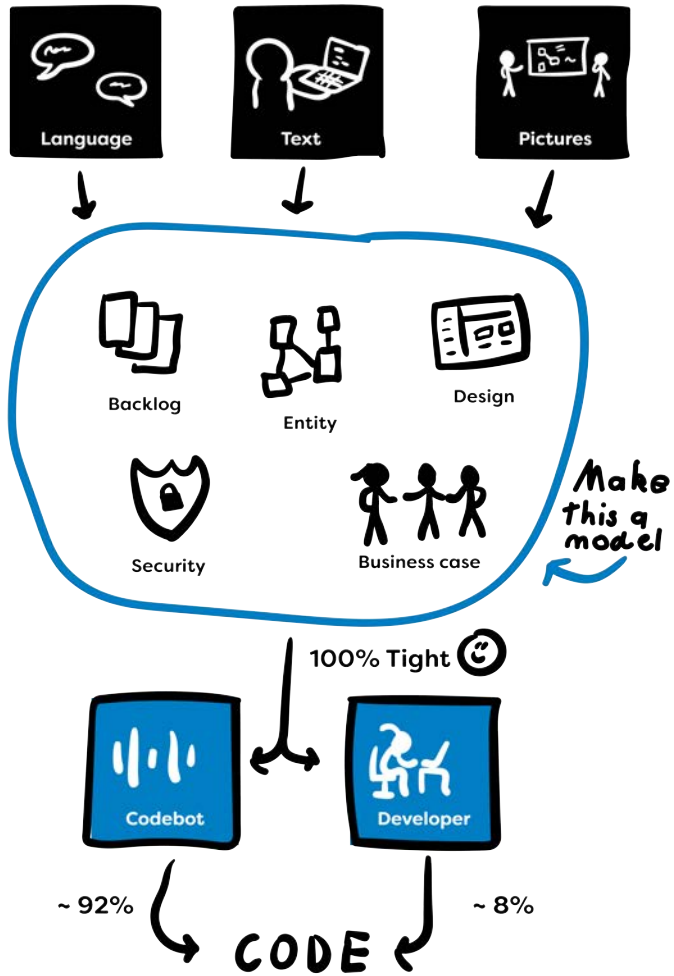 Language
Text
Pictures
Backlog
Entity
Design
Security
Business case
Make
this a
model
100% Tight
Codebot
Developer
~ 92%
~ 8%
CODE